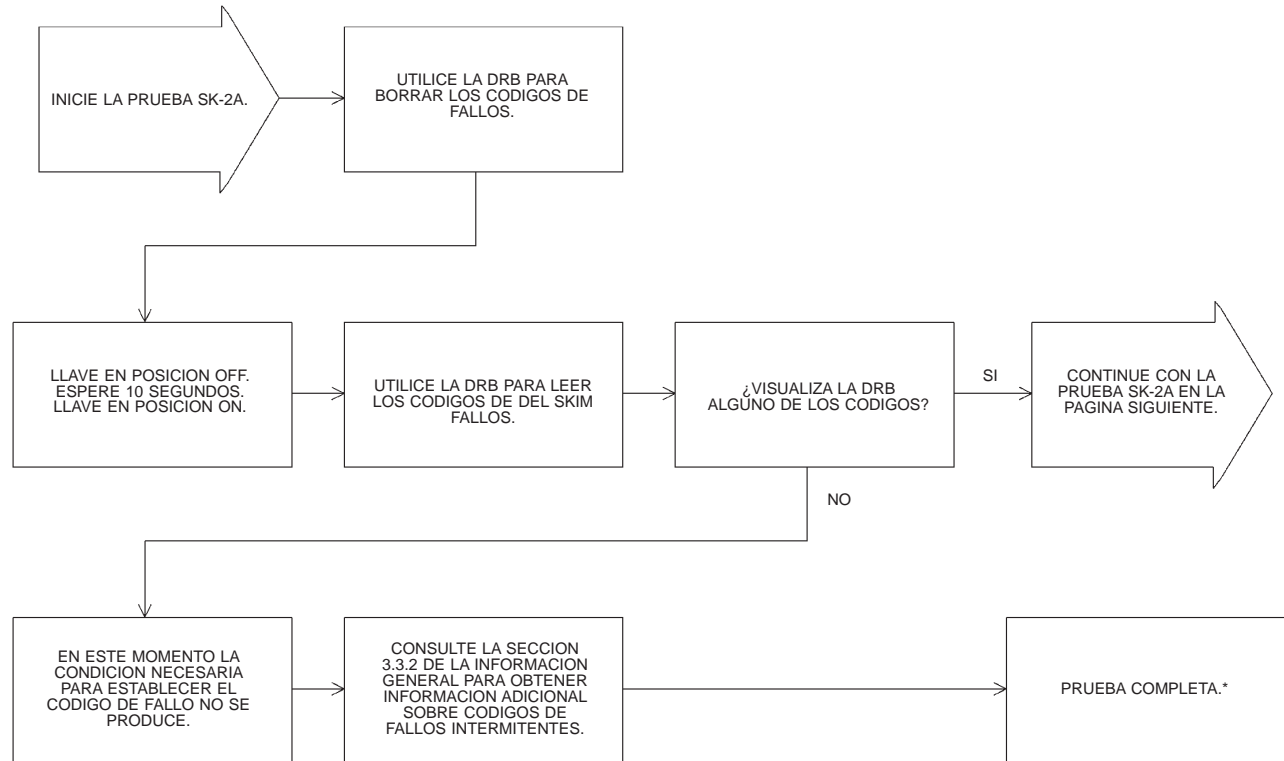 INICIE LA PRUEBA SK-2A.
UTILICE LA DRB PARA
BORRAR LOS CODIGOS DE
FALLOS.
LLAVE EN POSICION OFF.
ESPERE 10 SEGUNDOS.
LLAVE EN POSICION ON.
UTILICE LA DRB PARA LEER
LOS CODIGOS DE DEL SKIM
FALLOS.
¿VISUALIZA LA DRB
ALGUNO DE LOS CODIGOS?
SI
CONTINUE CON LA
PRUEBA SK-2A EN LA
PAGINA SIGUIENTE.
NO
EN ESTE MOMENTO LA
CONDICION NECESARIA
PARA ESTABLECER EL
CODIGO DE FALLO NO SE
PRODUCE.
CONSULTE LA SECCION
3.3.2 DE LA INFORMACION
GENERAL PARA OBTENER
INFORMACION ADICIONAL
SOBRE CODIGOS DE
FALLOS INTERMITENTES.
PRUEBA COMPLETA.*